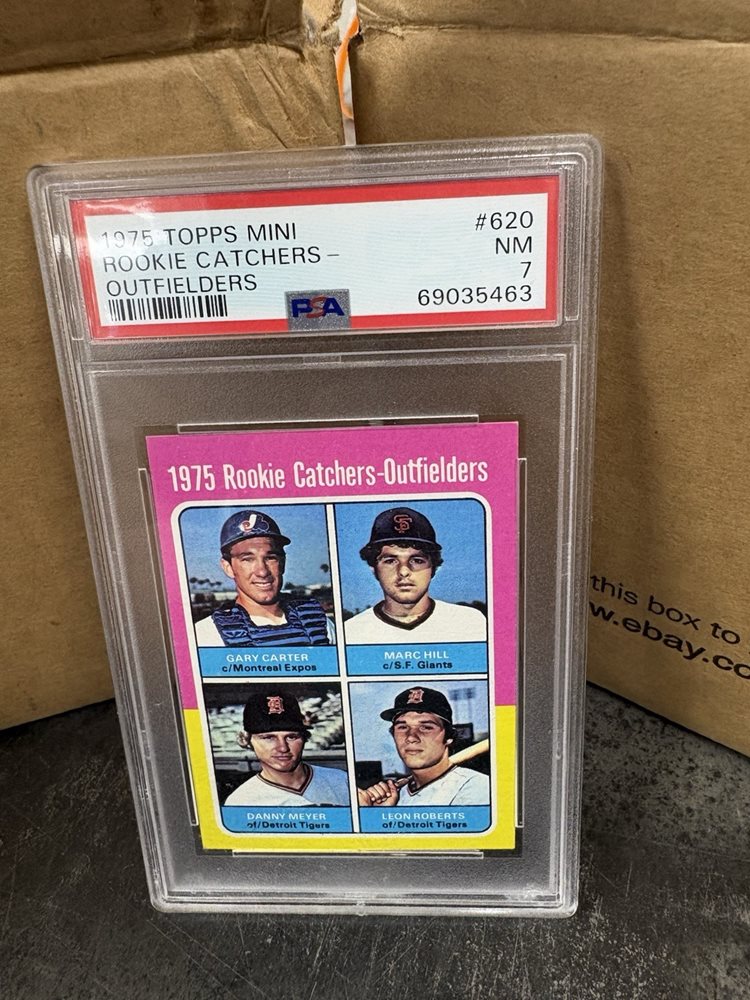 1975 TOPPS MINI
ROOKIE CATCHERS-
OUTFIELDERS
#620
NM
7
69035463
PSA
1975 Rookie Catchers-Outfielders
GARY CARTER
c/Montreal Expos
MARC HILL
c/S.F. Giants
DANNY MEYER
of/Detroit Tigers
LEON ROBERTS
of/Detroit Tigers
this box to
w.ebay.co